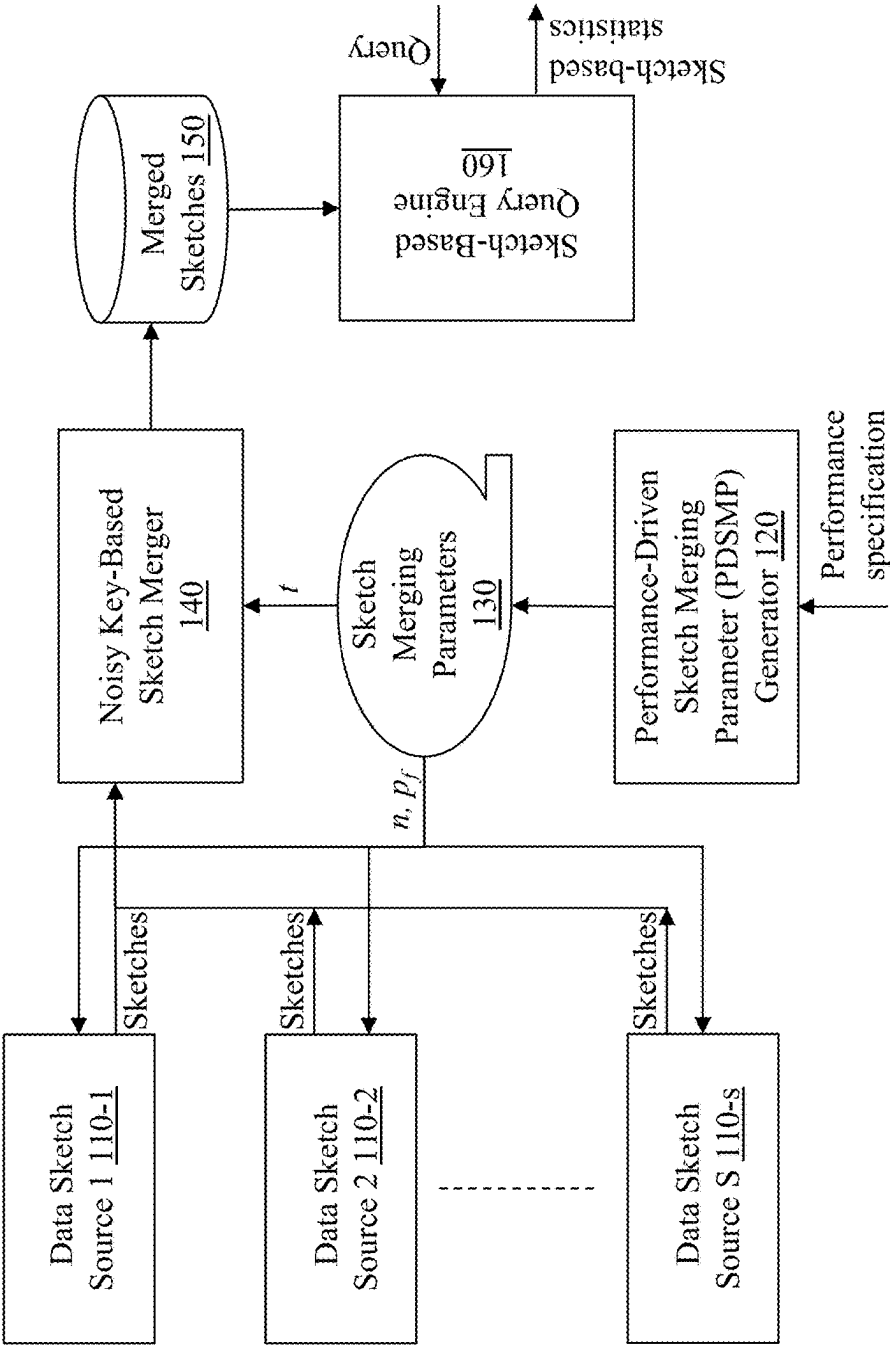 Data Sketch
Source 1 110-1
Data Sketch
Source 2 110-2
Data Sketch
Source S 110-s
Sketches
Sketches
Sketches
n, pf
Noisy Key-Based
Sketch Merger
140
t
Sketch
Merging
Parameters
130
Performance-Driven
Sketch Merging
Parameter (PDSMP)
Generator 120
Performance
specification
Merged
Sketches 150
Sketch-Based
Query Engine
160
Query
Sketch-based
statistics